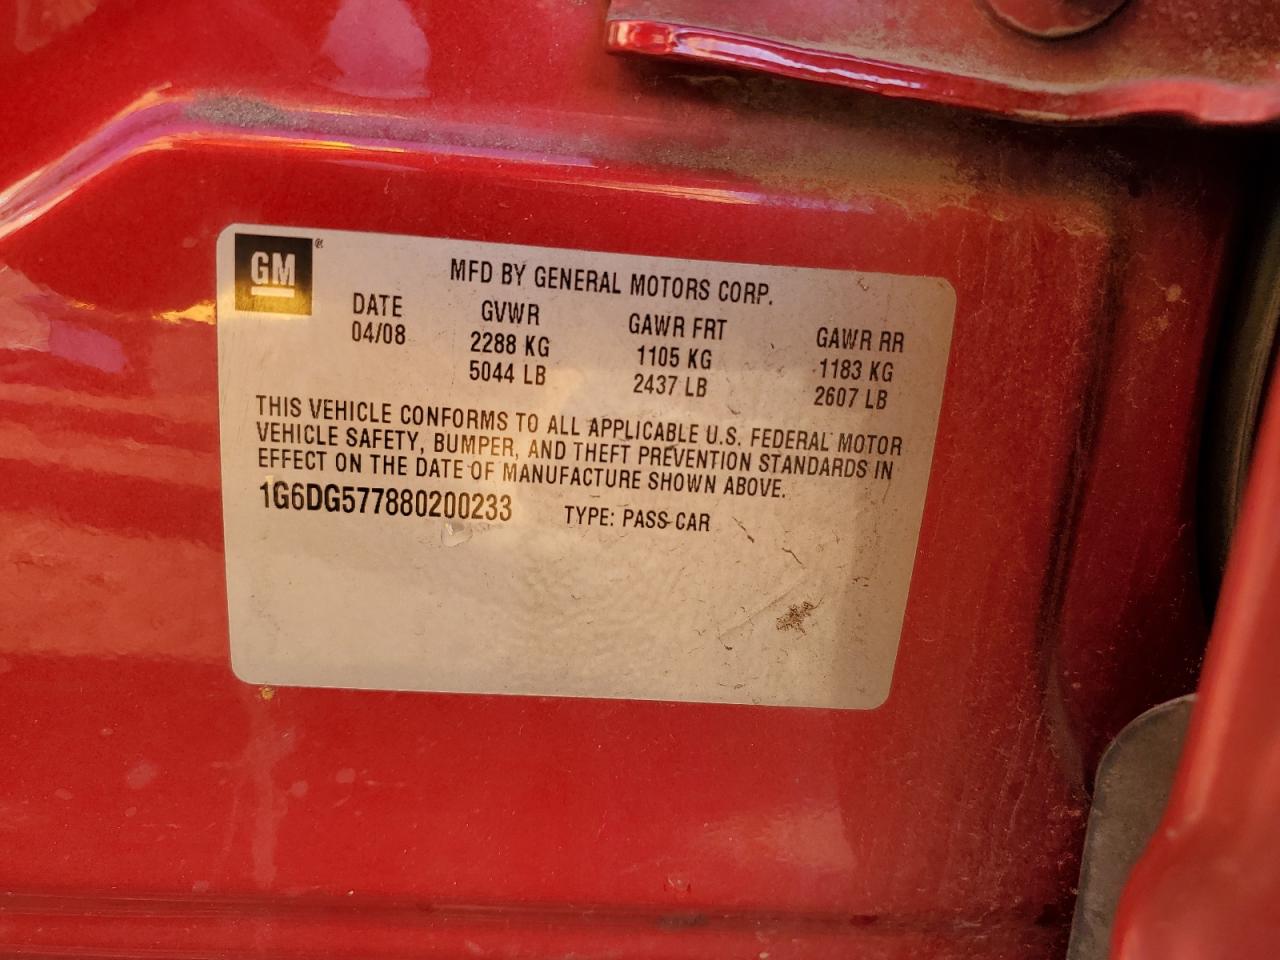 GM ®
MFD BY GENERAL MOTORS CORP.
DATE GVWR GAWR FRT GAWR RR
04/08 2288 KG 1105 KG 1183 KG
5044 LB 2437 LB 2607 LB
THIS VEHICLE CONFORMS TO ALL APPLICABLE U.S. FEDERAL MOTOR
VEHICLE SAFETY, BUMPER, AND THEFT PREVENTION STANDARDS IN
EFFECT ON THE DATE OF MANUFACTURE SHOWN ABOVE.
1G6DG577880200233 TYPE: PASS CAR